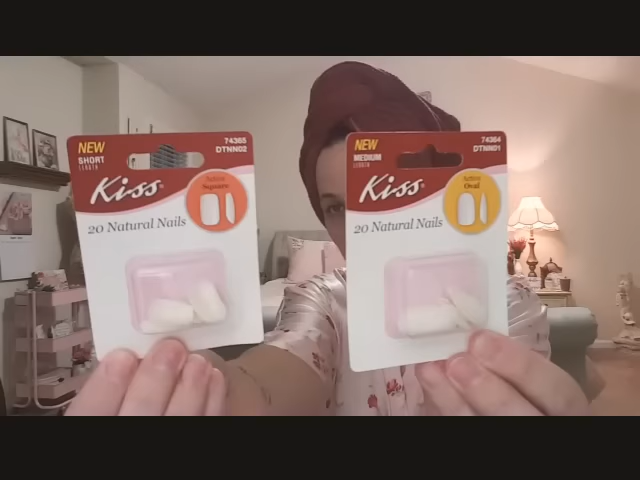 NEW
SHORT
LENGTH
74365
DTNN02
Kiss
Active
Square
20 Natural Nails
NEW
MEDIUM
LENGTH
74364
DTNN01
Kiss
Active
Oval
20 Natural Nails